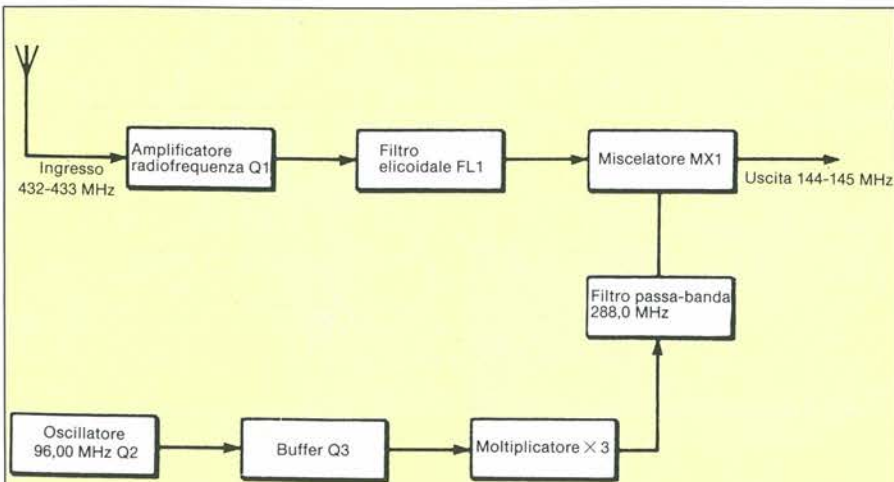 Ingresso
432-433 MHz
Amplificatore
radiofrequenza Q1
Filtro
elicoidale FL1
Miscelatore MX1
Uscita 144-145 MHz
Filtro passa-banda
288,0 MHz
Oscillatore
96,00 MHz Q2
Buffer Q3
Moltiplicatore × 3